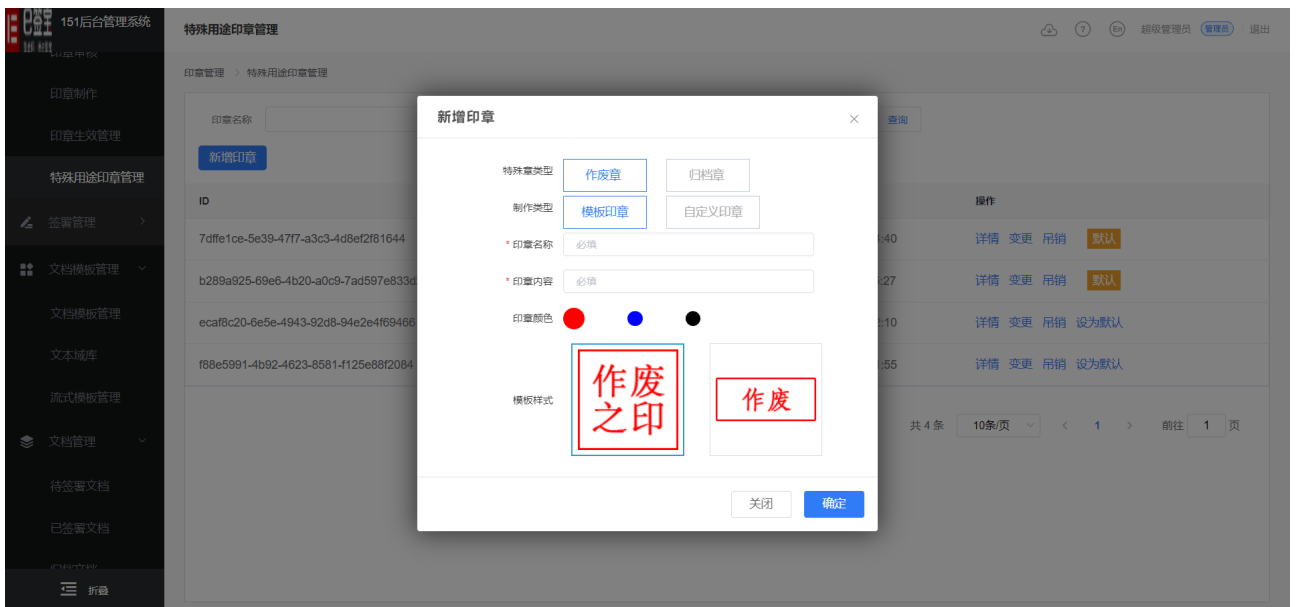 151后台管理系统
特殊用途印章管理
En 超级管理员 管理员 退出
印章审核
印章制作
印章生效管理
特殊用途印章管理
签署管理
文档模板管理
文档模板管理
文本域库
流式模板管理
文档管理
待签署文档
已签署文档
归档文档
折叠
印章管理 > 特殊用途印章管理
印章名称 查询
新增印章
ID 操作
7dffe1ce-5e39-47f7-a3c3-4d8ef2f81644 :40 详情 变更 吊销 默认
b289a925-69e6-4b20-a0c9-7ad597e833d :27 详情 变更 吊销 默认
ecaf8c20-6e5e-4943-92d8-94e2e4f69466 :10 详情 变更 吊销 设为默认
f88e5991-4b92-4623-8581-f125e88f2084 :55 详情 变更 吊销 设为默认
共 4 条 10条/页 < 1 > 前往 1 页
新增印章 ×
特殊章类型 作废章 归档章
制作类型 模板印章 自定义印章
* 印章名称 必填
* 印章内容 必填
印章颜色
模板样式
作废
之印
作废
关闭 确定